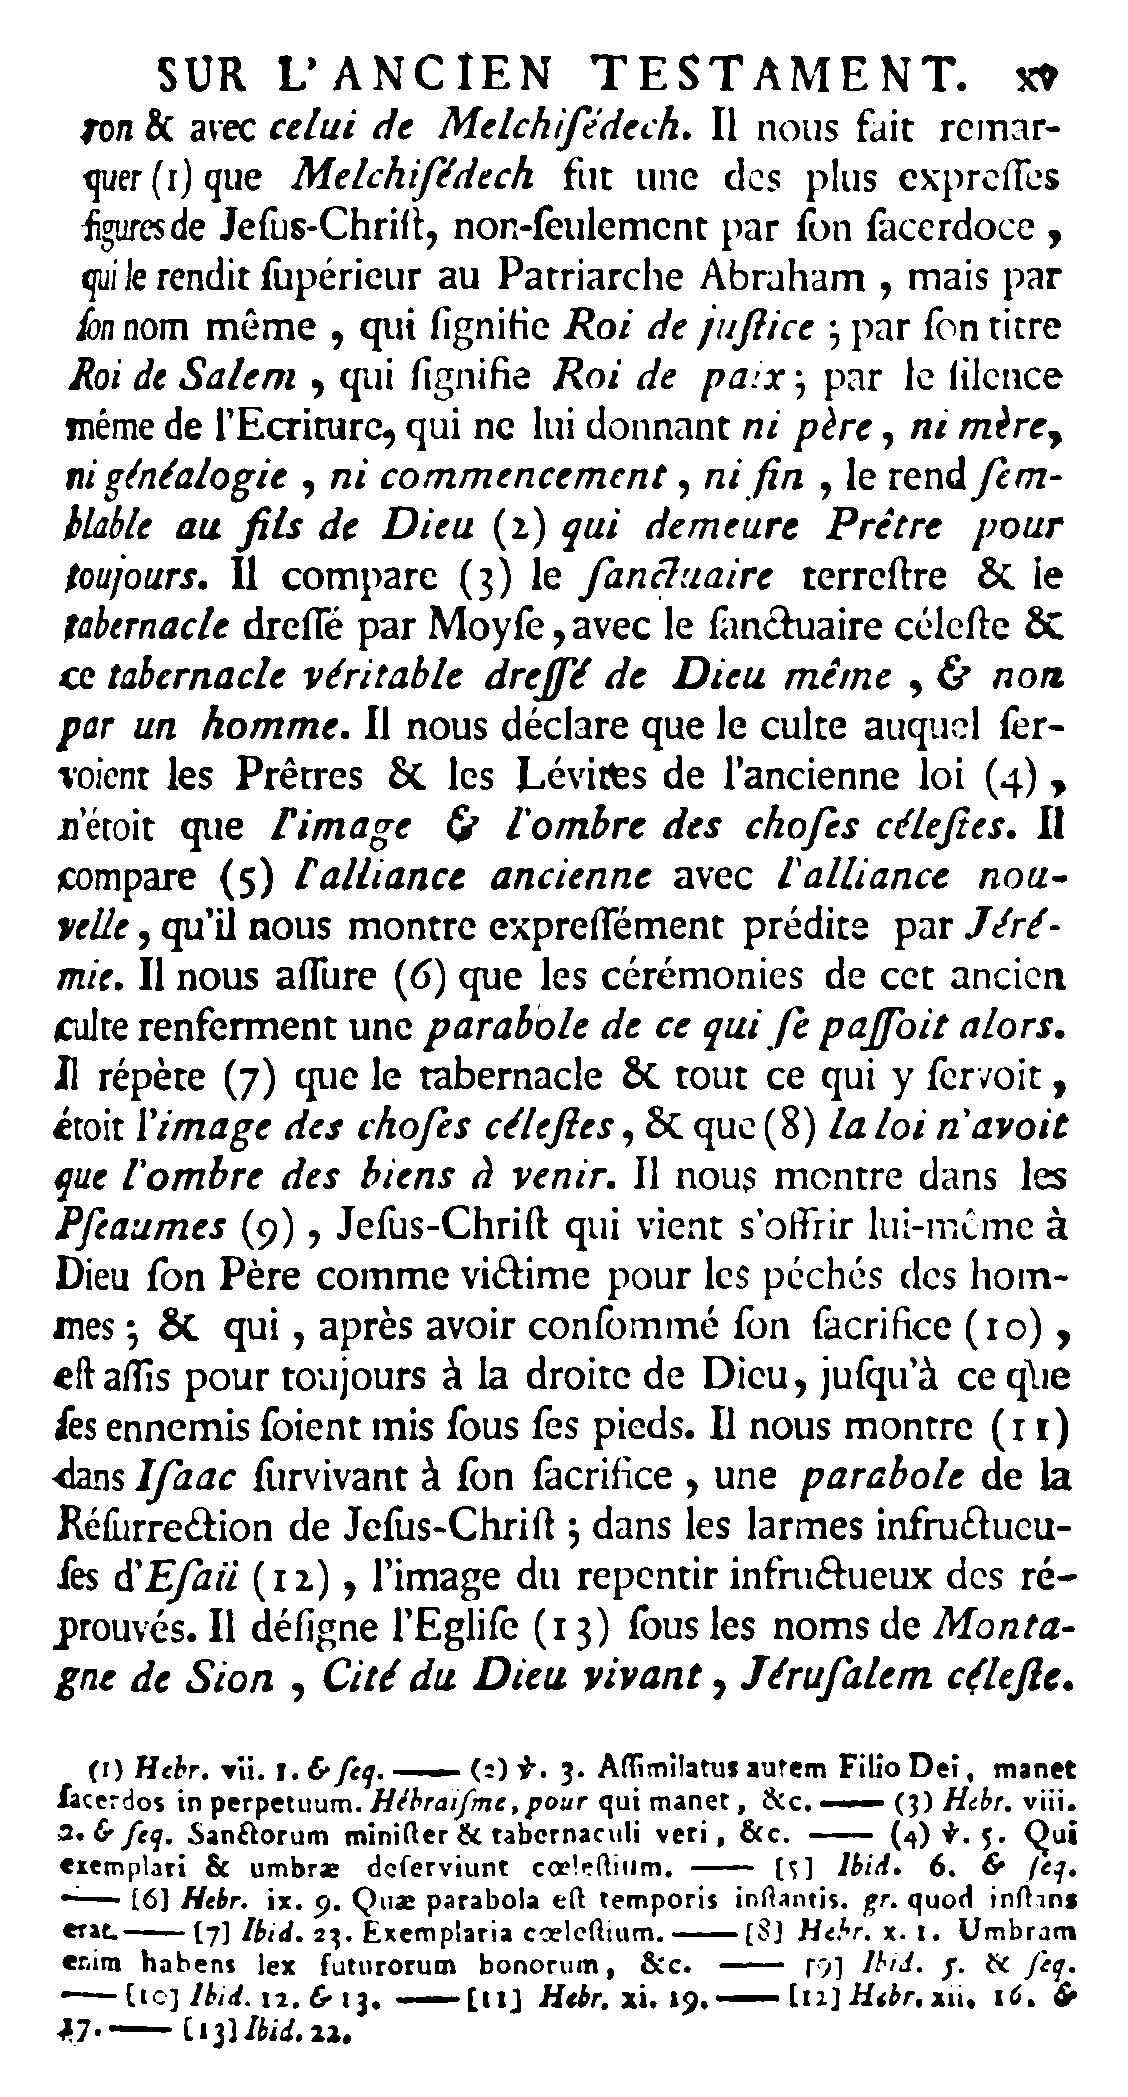 SUR L'ANCIEN TESTAMENT. xv
ron & avec celui de Melchiſédech. Il nous fait remar-
quer (1) que Melchiſédech fut une des plus expreſſes
figures de Jeſus-Chriſt, non-ſeulement par ſon ſacerdoce ,
qui le rendit ſupérieur au Patriarche Abraham , mais par
ſon nom même , qui ſignifie Roi de juſtice ; par ſon titre
Roi de Salem , qui ſignifie Roi de paix ; par le ſilence
même de l'Ecriture, qui ne lui donnant ni père , ni mère,
ni généalogie , ni commencement , ni fin , le rend ſem-
blable au fils de Dieu (2) qui demeure Prêtre pour
toujours. Il compare (3) le ſanctuaire terreſtre & le
tabernacle dreſſé par Moyſe , avec le ſanctuaire céleſte &
ce tabernacle véritable dreſſé de Dieu même , & non
par un homme. Il nous déclare que le culte auquel ſer-
voient les Prêtres & les Lévites de l'ancienne loi (4) ,
n'étoit que l'image & l'ombre des choſes céleſtes. Il
compare (5) l'alliance ancienne avec l'alliance nou-
velle , qu'il nous montre expreſſément prédite par Jéré-
mie. Il nous aſſure (6) que les cérémonies de cet ancien
culte renferment une parabole de ce qui ſe paſſoit alors.
Il répète (7) que le tabernacle & tout ce qui y ſervoit ,
étoit l'image des choſes céleſtes , & que (8) la loi n'avoit
que l'ombre des biens à venir. Il nous montre dans les
Pſeaumes (9) , Jeſus-Chriſt qui vient s'offrir lui-même à
Dieu ſon Père comme victime pour les péchés des hom-
mes ; & qui , après avoir conſommé ſon ſacrifice (10) ,
eſt aſſis pour toujours à la droite de Dieu, juſqu'à ce que
ſes ennemis ſoient mis ſous ſes pieds. Il nous montre (11)
dans Iſaac ſurvivant à ſon ſacrifice , une parabole de la
Réſurrection de Jeſus-Chriſt ; dans les larmes infructueu-
ſes d'Eſaü (12) , l'image du repentir infructueux des ré-
prouvés. Il déſigne l'Egliſe (13) ſous les noms de Monta-
gne de Sion , Cité du Dieu vivant , Jéruſalem céleſte.
(1) Hebr. vii. 1. & ſeq. —— (2) ℣. 3. Aſſimilatus autem Filio Dei, manet
ſacerdos in perpetuum. Hébraiſme, pour qui manet, &c. —— (3) Hebr. viii.
2. & ſeq. Sanctorum miniſter & tabernaculi veri, &c. —— (4) ℣. 5. Qui
exemplari & umbræ deſerviunt cœleſtium. —— [5] Ibid. 6. & ſeq.
—— [6] Hebr. ix. 9. Quæ parabola eſt temporis inſtantis. gr. quod inſtans
erat. —— [7] Ibid. 23. Exemplaria cœleſtium. —— [8] Hebr. x. 1. Umbram
enim habens lex futurorum bonorum, &c. —— [9] Ibid. 5. & ſeq.
—— [10] Ibid. 12. & 13. —— [11] Hebr. xi. 19. —— [12] Hebr. xii. 16. &
17. —— [13] Ibid. 22.